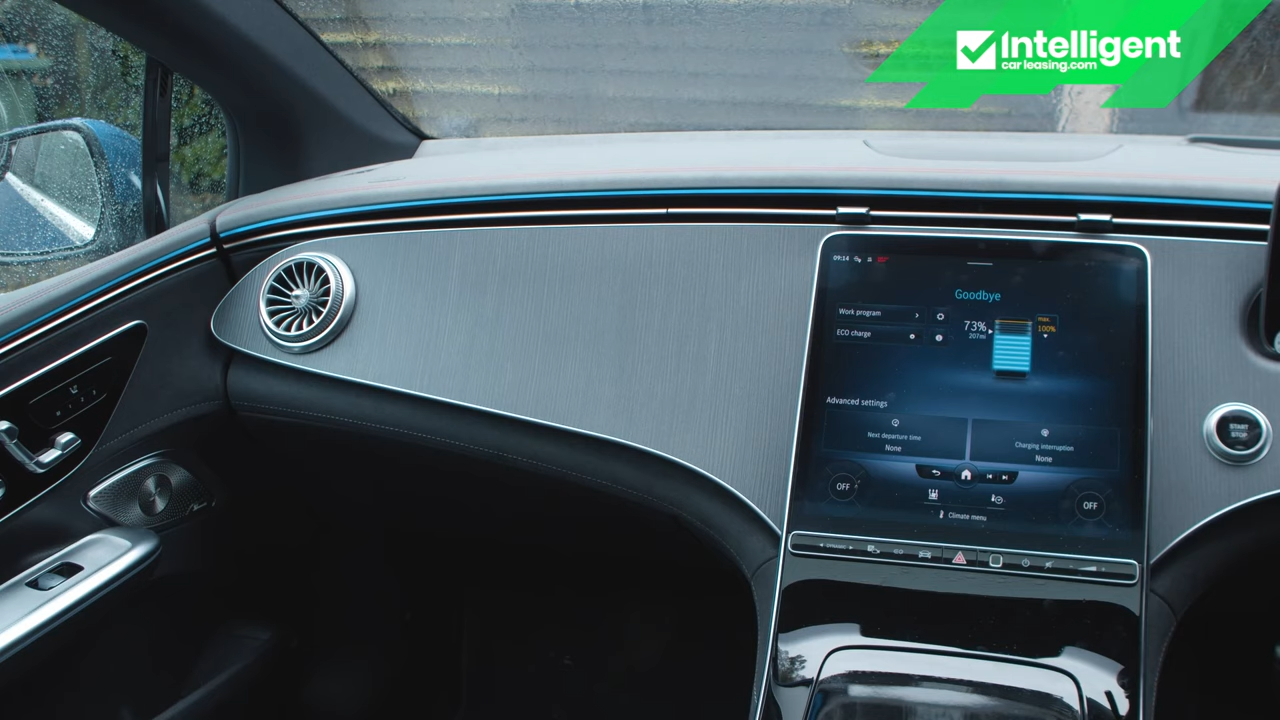 Intelligent
carleasing.com
09:14
Goodbye
Work program
ECO charge
73%
207mi
max.
100%
Advanced settings
Next departure time
None
Charging interruption
None
OFF
OFF
Climate menu
START
STOP
DYNAMIC